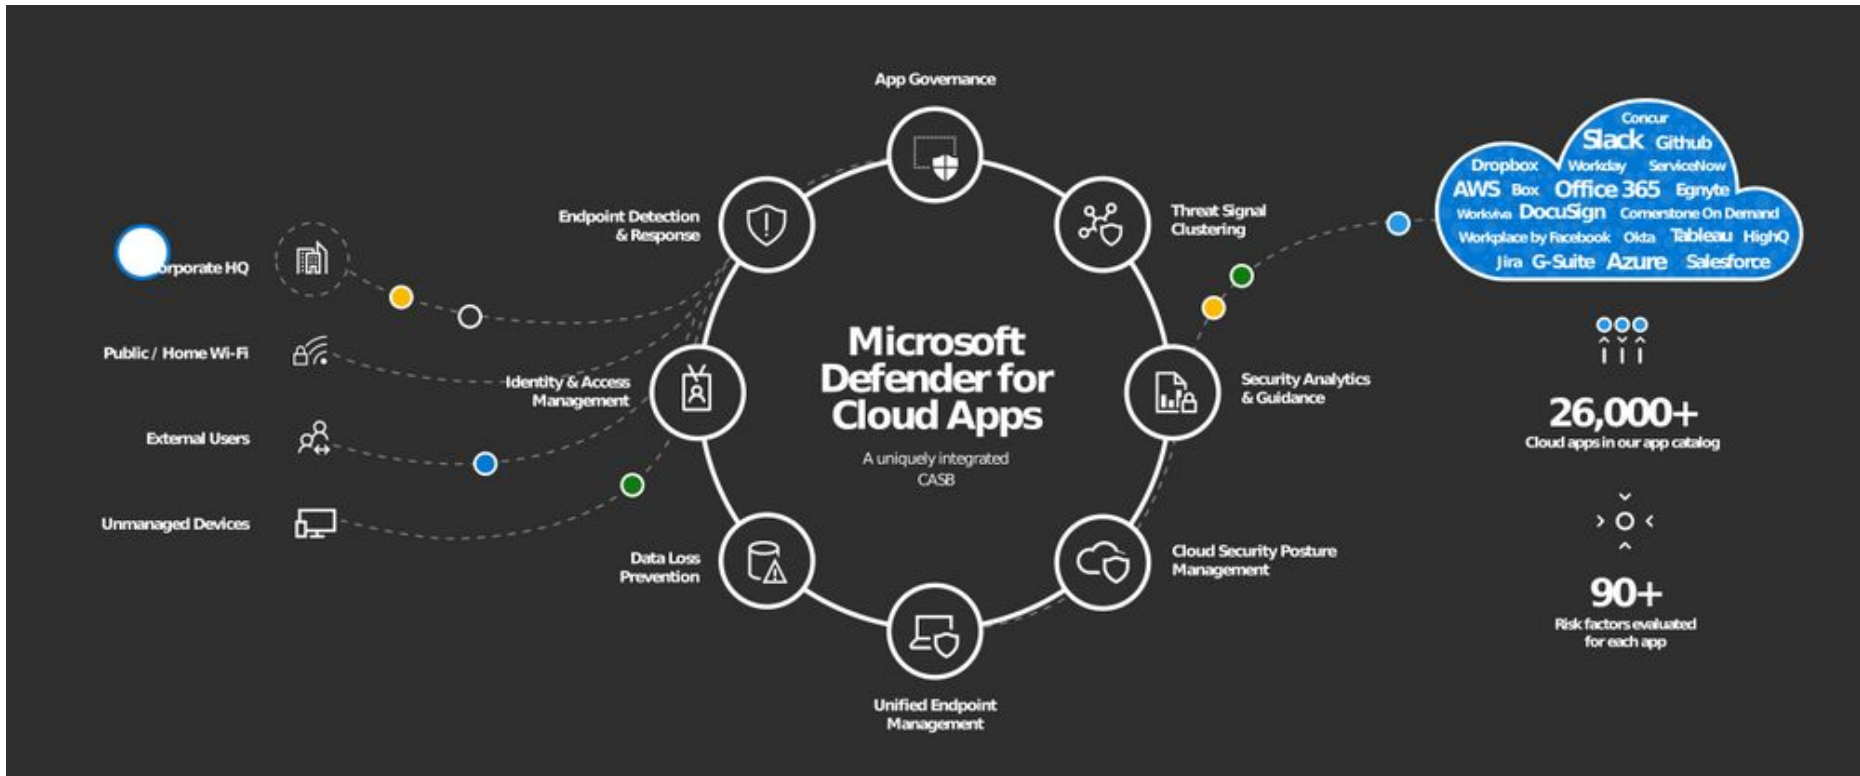 App Governance
Endpoint Detection
& Response
Threat Signal
Clustering
orporate HQ
Public / Home Wi-Fi
Identity & Access
Management
External Users
Unmanaged Devices
Data Loss
Prevention
Microsoft
Defender for
Cloud Apps
A uniquely integrated
CASB
Security Analytics
& Guidance
Cloud Security Posture
Management
Unified Endpoint
Management
Concur
Slack Github
Dropbox Workday ServiceNow
AWS Box Office 365 Egnyte
Workviva DocuSign Cornerstone On Demand
Workplace by Facebook Okta Tableau HighQ
Jira G-Suite Azure Salesforce
26,000+
Cloud apps in our app catalog
90+
Risk factors evaluated
for each app